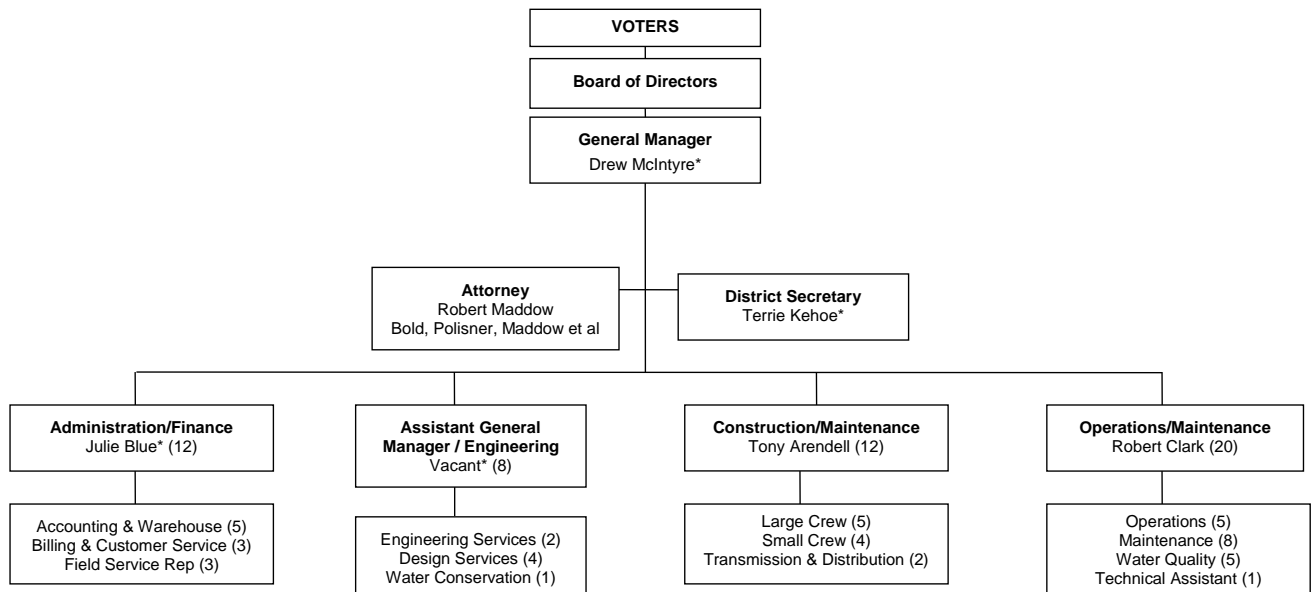 VOTERS
Board of Directors
General Manager
Drew McIntyre*
Attorney
Robert Maddow
Bold, Polisner, Maddow et al
District Secretary
Terrie Kehoe*
Administration/Finance
Julie Blue* (12)
Assistant General
Manager / Engineering
Vacant* (8)
Construction/Maintenance
Tony Arendell (12)
Operations/Maintenance
Robert Clark (20)
Accounting & Warehouse (5)
Billing & Customer Service (3)
Field Service Rep (3)
Engineering Services (2)
Design Services (4)
Water Conservation (1)
Large Crew (5)
Small Crew (4)
Transmission & Distribution (2)
Operations (5)
Maintenance (8)
Water Quality (5)
Technical Assistant (1)